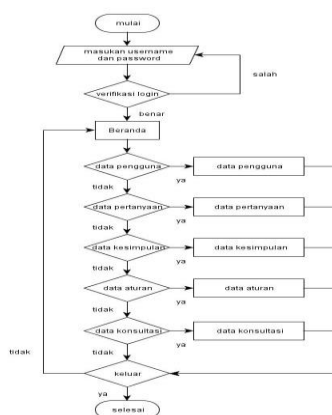 mulai
masukan username
dan password
salah
verifikasi login
benar
Beranda
data pengguna
data pengguna
tidak
ya
data pertanyaan
data pertanyaan
tidak
ya
data kesimpulan
data kesimpulan
tidak
ya
data aturan
data aturan
tidak
ya
data konsultasi
data konsultasi
tidak
tidak
ya
keluar
ya
selesai